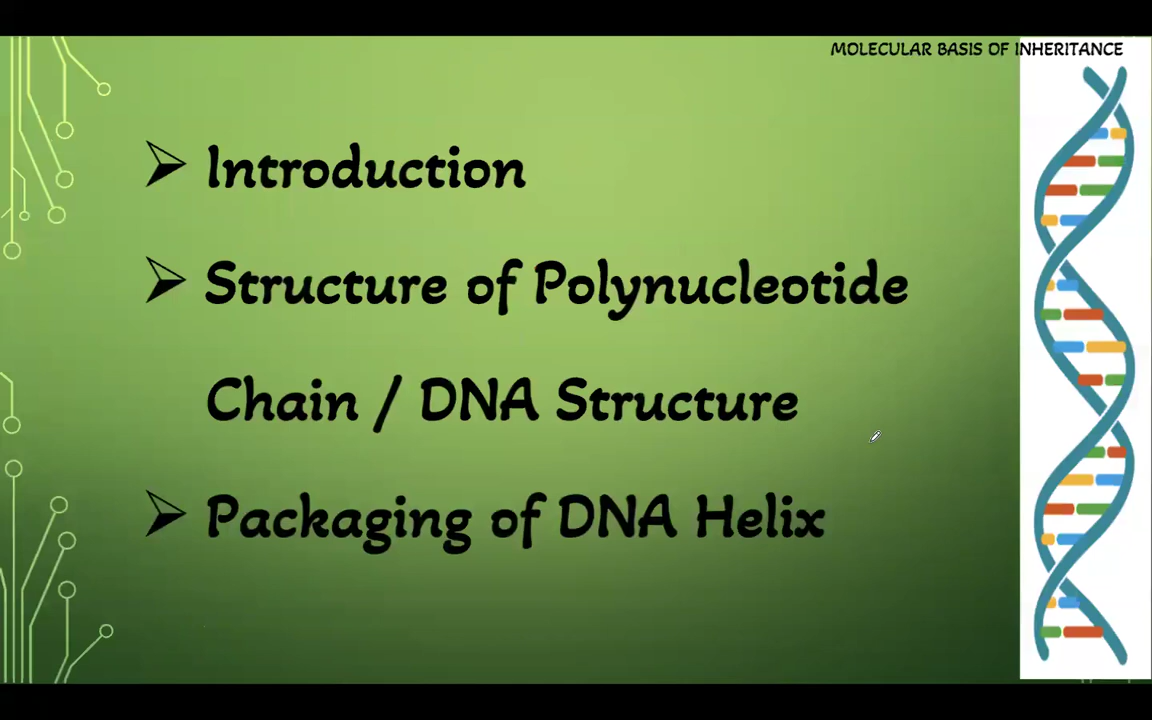 MOLECULAR BASIS OF INHERITANCE
Introduction
Structure of Polynucleotide
Chain / DNA Structure
Packaging of DNA Helix